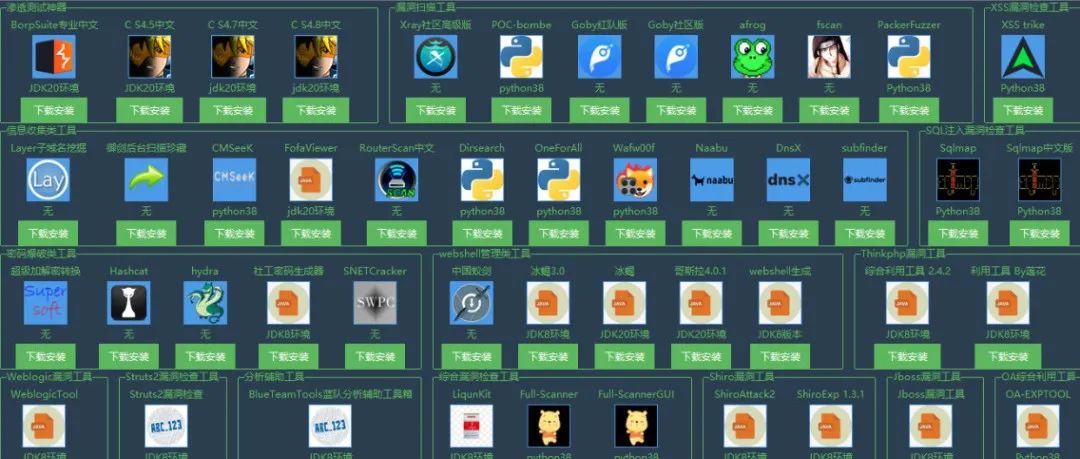 渗透测试神器
BorpSuite专业中文 C S4.5中文 C S4.7中文 C S4.8中文
JDK20环境 JDK20环境 jdk20环境 jdk20环境
下载安装 下载安装 下载安装 下载安装
漏洞扫描工具
Xray社区高级版 POC-bombe Goby红队版 Goby社区版 afrog fscan PackerFuzzer
无 python38 无 无 无 无 Python38
下载安装 下载安装 下载安装 下载安装 下载安装 下载安装 下载安装
XSS漏洞检查工具
XSS trike
Python38
下载安装
信息收集类工具
Layer子域名挖掘 御剑后台扫描珍藏 CMSeeK FofaViewer RouterScan中文 Dirsearch OneForAll Wafw00f Naabu DnsX subfinder
Lay CMSeeK JAVA SCAN naabu dnsX subfinder
无 无 python38 jdk20环境 无 python38 python38 python38 无 无 无
下载安装 下载安装 下载安装 下载安装 下载安装 下载安装 下载安装 下载安装 下载安装 下载安装 下载安装
SQL注入漏洞检查工具
Sqlmap Sqlmap中文版
Python38 Python38
下载安装 下载安装
密码爆破类工具
超级加解密转换 Hashcat hydra 社工密码生成器 SNETCracker
Super soft JAVA SWPC
无 无 无 JDK8环境 无
下载安装 下载安装 下载安装 下载安装 下载安装
webshell管理类工具
中国蚁剑 冰蝎3.0 冰蝎 哥斯拉4.0.1 webshell生成
JAVA JAVA JAVA JAVA
无 JDK8环境 JDK20环境 JDK20环境 JDK8版本
下载安装 下载安装 下载安装 下载安装 下载安装
Thinkphp漏洞工具
综合利用工具 2.4.2 利用工具 By莲花
JAVA JAVA
JDK8环境 JDK8环境
下载安装 下载安装
Weblogic漏洞工具
WeblogicTool
JAVA
JDK8环境
Struts2漏洞检查工具
Struts2漏洞检查
ABC_123
JDK8环境
分析辅助工具
BlueTeamTools蓝队分析辅助工具箱
ABC_123
JDK8环境
综合漏洞检查工具
LiqunKit Full-Scanner Full-ScannerGUI
JDK8环境 python38 python38
Shiro漏洞工具
ShiroAttack2 ShiroExp 1.3.1
JAVA JAVA
JDK8环境 JDK8环境
Jboss漏洞工具
Jboss漏洞工具
JAVA
JDK8环境
OA综合利用工具
OA-EXPTOOL
JAVA
Python38